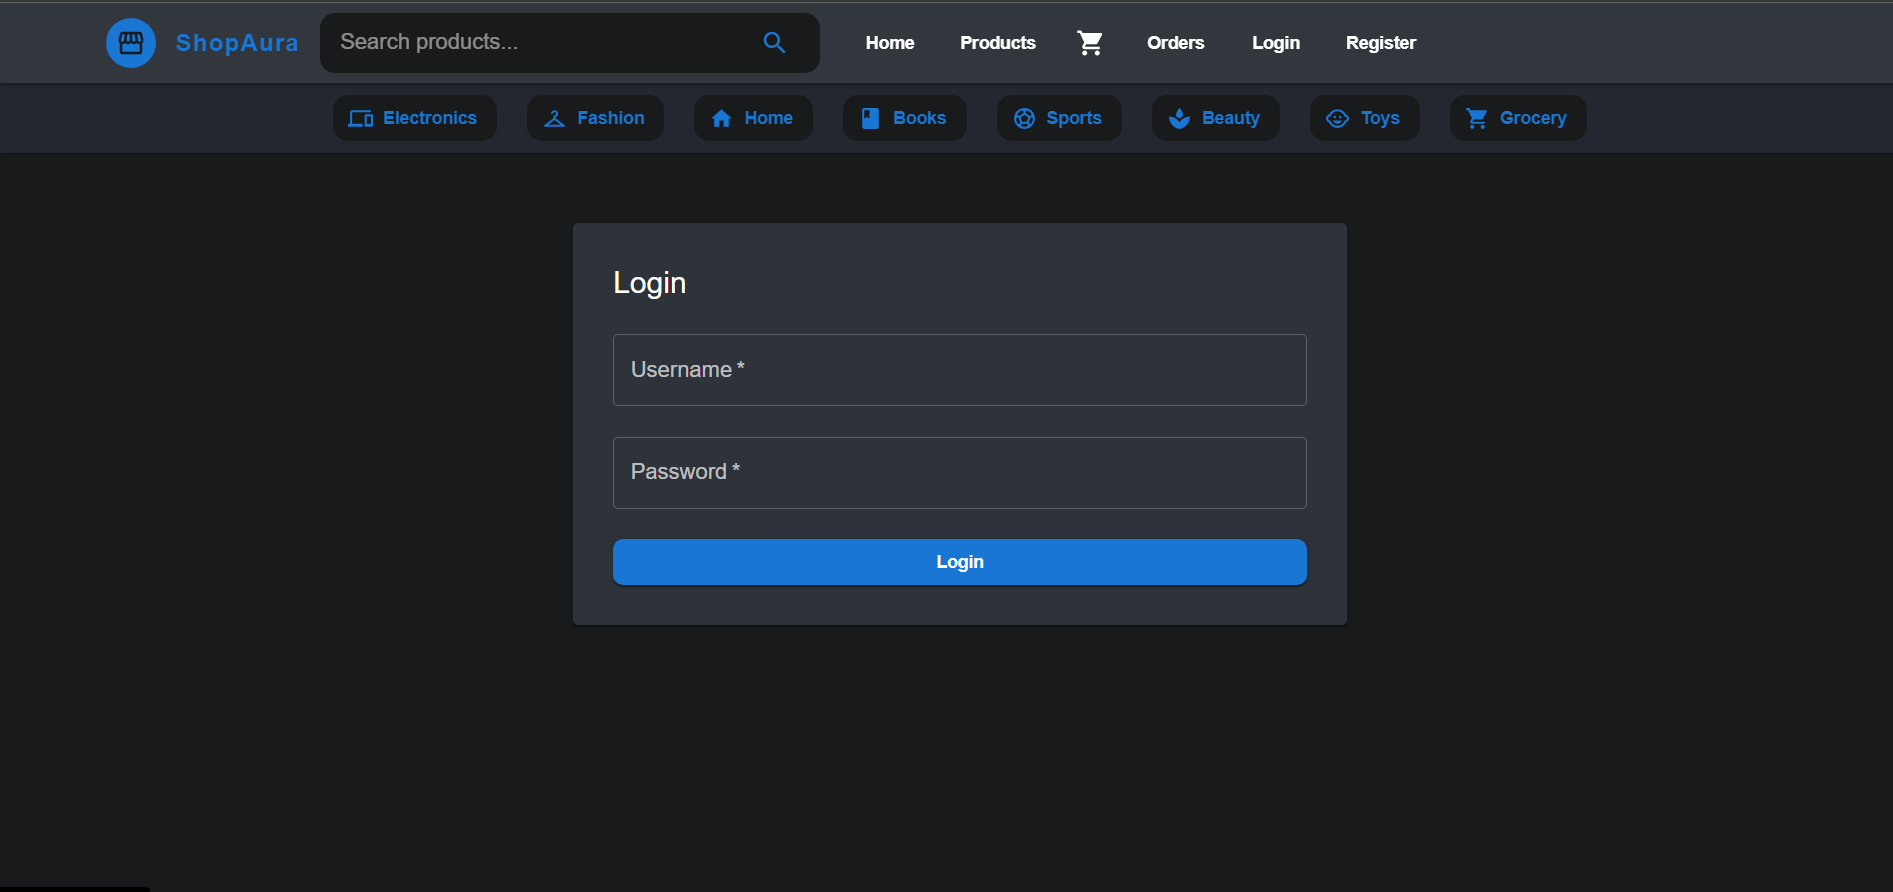 ShopAura Search products... Home Products Orders Login Register
Electronics Fashion Home Books Sports Beauty Toys Grocery
Login
Username *
Password *
Login